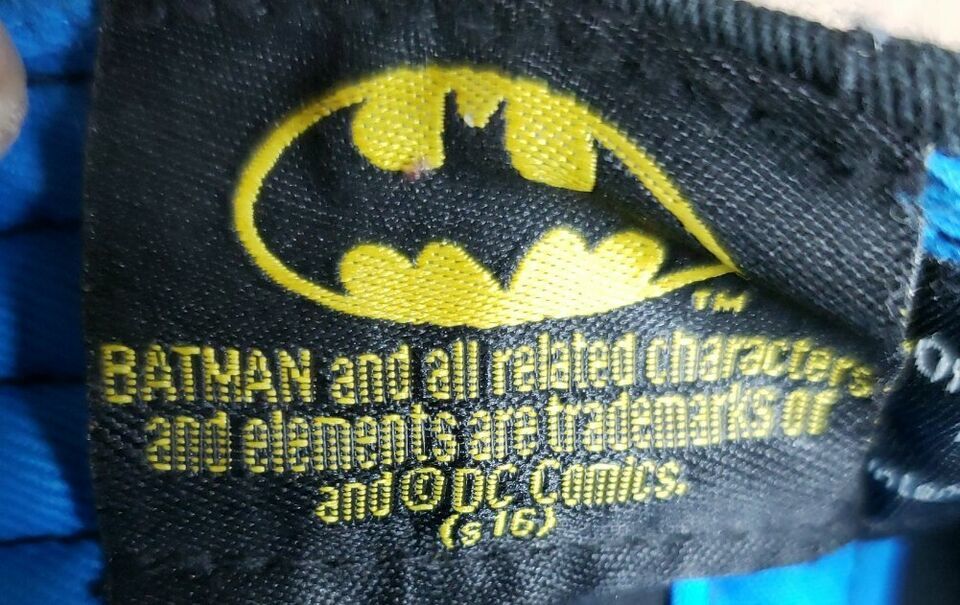 TM
BATMAN and all related characters
and elements are trademarks of
and © DC Comics.
(s16)